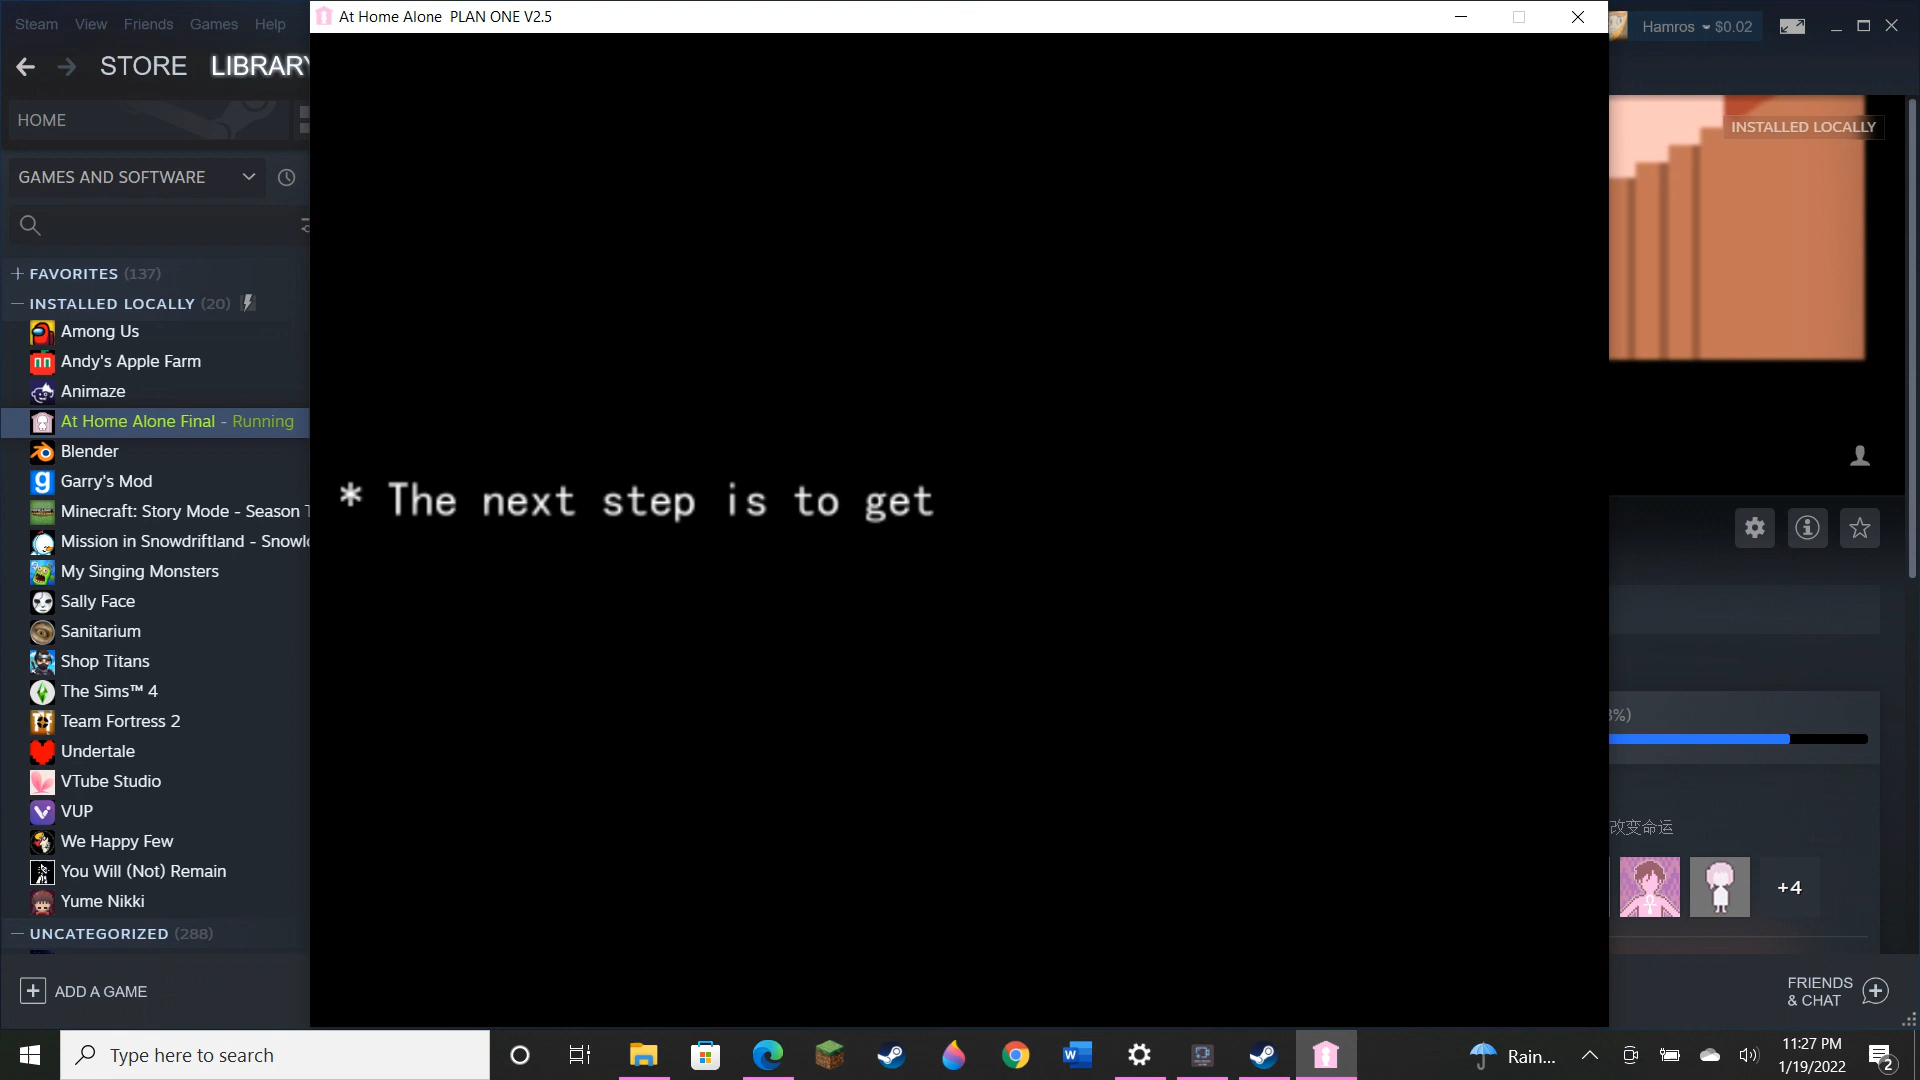 Steam View Friends Games Help
At Home Alone PLAN ONE V2.5
Hamros $0.02
STORE LIBRARY
HOME
INSTALLED LOCALLY
GAMES AND SOFTWARE
+ FAVORITES (137)
— INSTALLED LOCALLY (20)
Among Us
Andy's Apple Farm
Animaze
At Home Alone Final - Running
Blender
Garry's Mod
Minecraft: Story Mode - Season
Mission in Snowdriftland -
My Singing Monsters
Sally Face
Sanitarium
Shop Titans
The Sims™ 4
Team Fortress 2
Undertale
VTube Studio
VUP
We Happy Few
You Will (Not) Remain
Yume Nikki
— UNCATEGORIZED (288)
+ ADD A GAME
* The next step is to get
%)
改变命运
+4
FRIENDS
& CHAT
Type here to search
Rain...
11:27 PM
1/19/2022
2